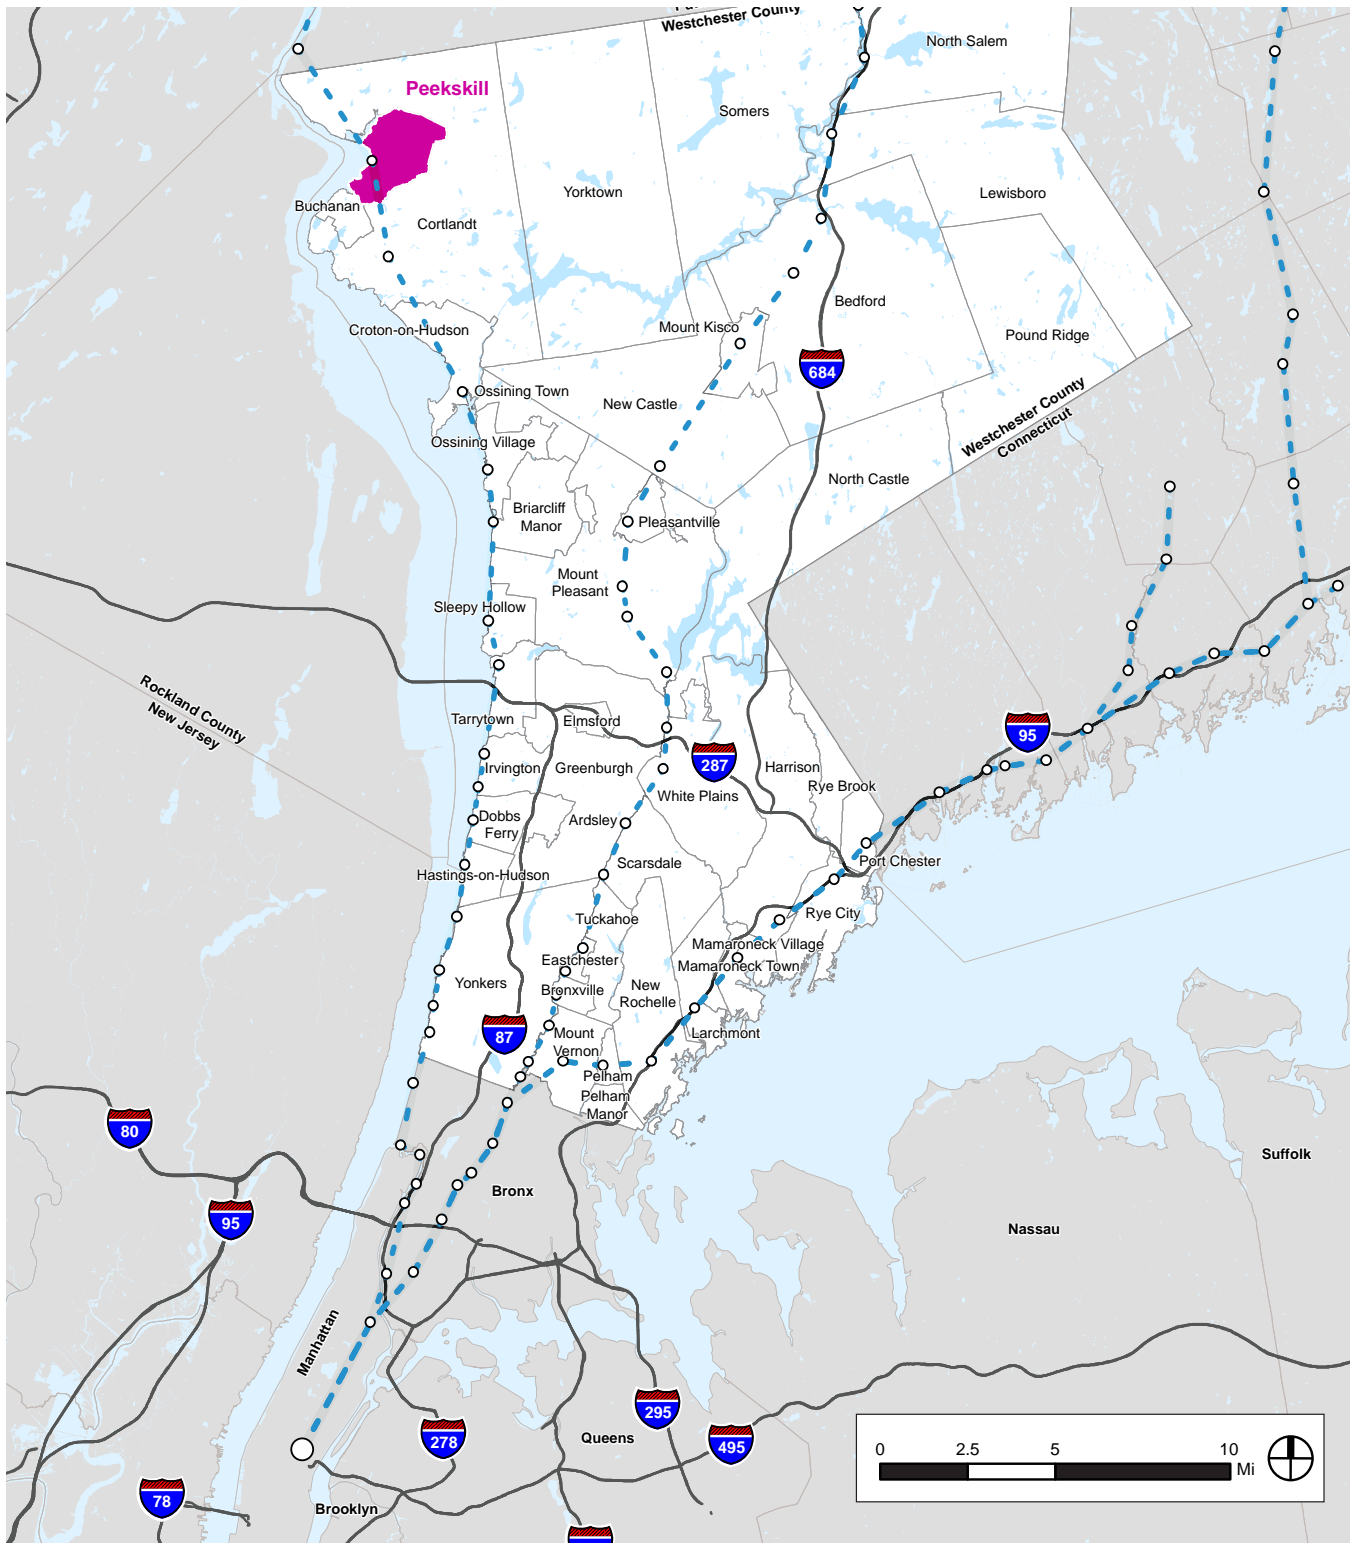 Westchester County
North Salem
Peekskill
Somers
Yorktown
Lewisboro
Buchanan
Cortlandt
Bedford
Croton-on-Hudson
Mount Kisco
Pound Ridge
684
Ossining Town
New Castle
Westchester County
Connecticut
Ossining Village
North Castle
Briarcliff
Manor
Pleasantville
Mount
Pleasant
Sleepy Hollow
Rockland County
New Jersey
Tarrytown
Elmsford
95
Irvington
Greenburgh
287
Harrison
Rye Brook
White Plains
Dobbs
Ferry
Ardsley
Scarsdale
Port Chester
Hastings-on-Hudson
Tuckahoe
Rye City
Mamaroneck Village
Eastchester
Mamaroneck Town
Yonkers
Bronxville
New
Rochelle
87
Mount
Vernon
Larchmont
Pelham
Pelham
Manor
80
Suffolk
Bronx
95
Nassau
Manhattan
295
278
Queens
495
0 2.5 5 10
Mi
78
Brooklyn